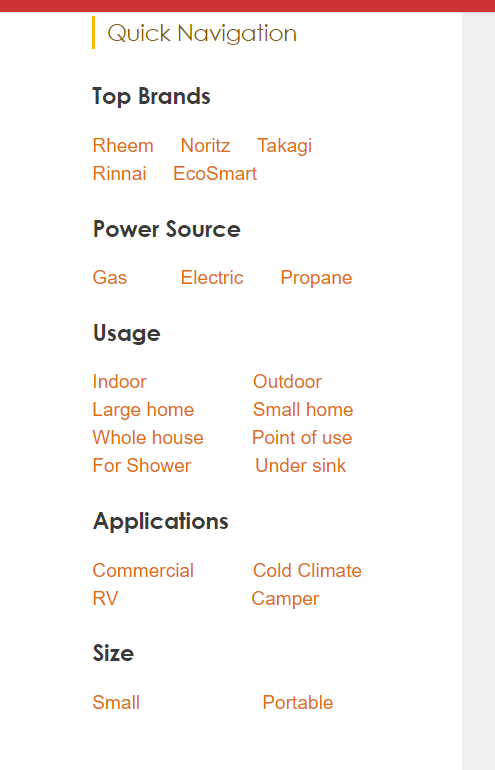 Quick Navigation
Top Brands
Rheem Noritz Takagi
Rinnai EcoSmart
Power Source
Gas Electric Propane
Usage
Indoor Outdoor
Large home Small home
Whole house Point of use
For Shower Under sink
Applications
Commercial Cold Climate
RV Camper
Size
Small Portable